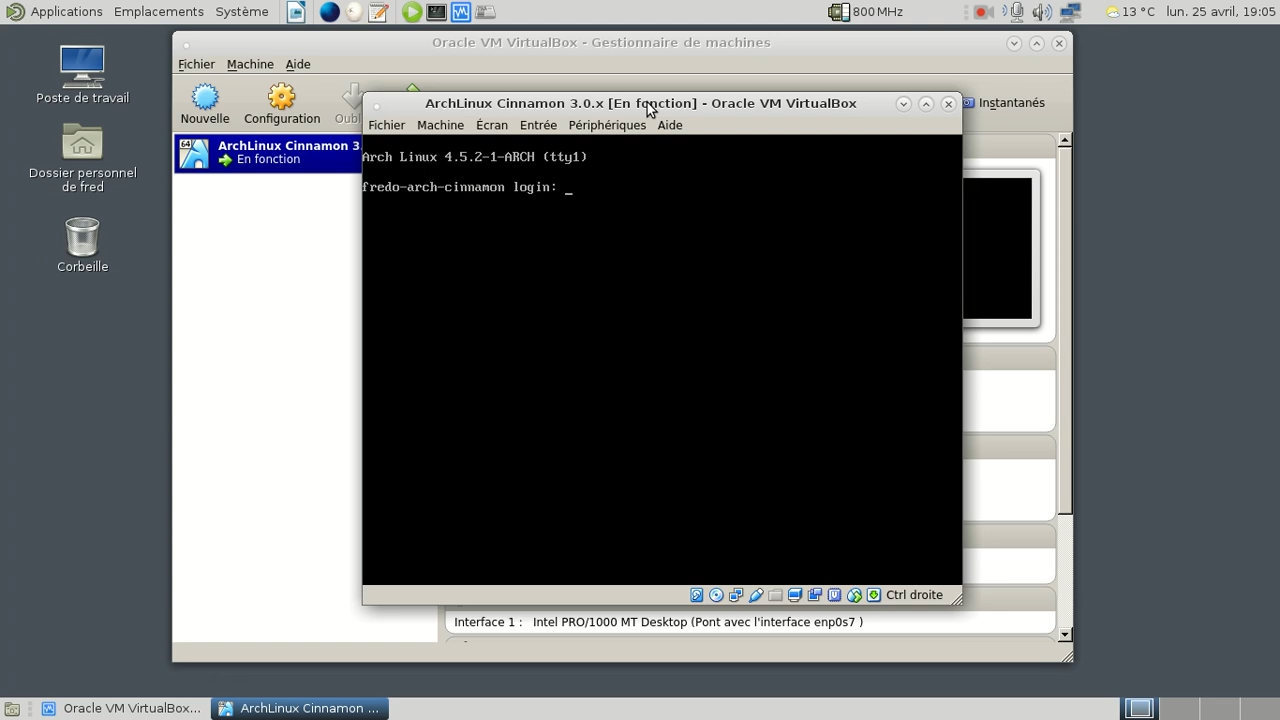 Applications Emplacements Système
800 MHz
13 °C lun. 25 avril, 19:05
Poste de travail
Dossier personnel
de fred
Corbeille
Oracle VM VirtualBox - Gestionnaire de machines
Fichier Machine Aide
Nouvelle Configuration Oubl
Instantanés
64
ArchLinux Cinnamon 3.
En fonction
ArchLinux Cinnamon 3.0.x [En fonction] - Oracle VM VirtualBox
Fichier Machine Écran Entrée Périphériques Aide
Arch Linux 4.5.2-1-ARCH (tty1)
fredo-arch-cinnamon login: _
Ctrl droite
Interface 1 : Intel PRO/1000 MT Desktop (Pont avec l'interface enp0s7 )
Oracle VM VirtualBox...
ArchLinux Cinnamon ...